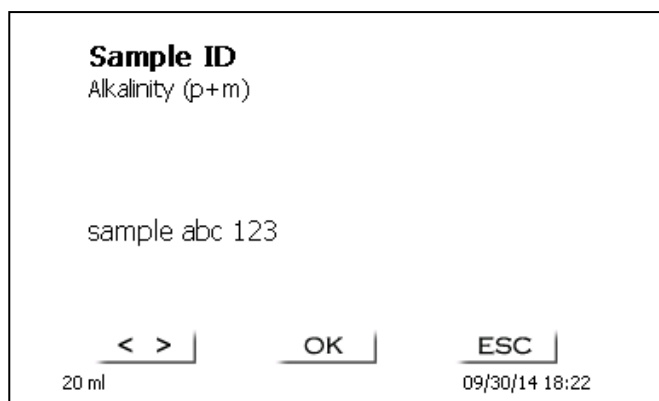 Sample ID
Alkalinity (p+m)
sample abc 123
< > OK ESC
20 ml 09/30/14 18:22